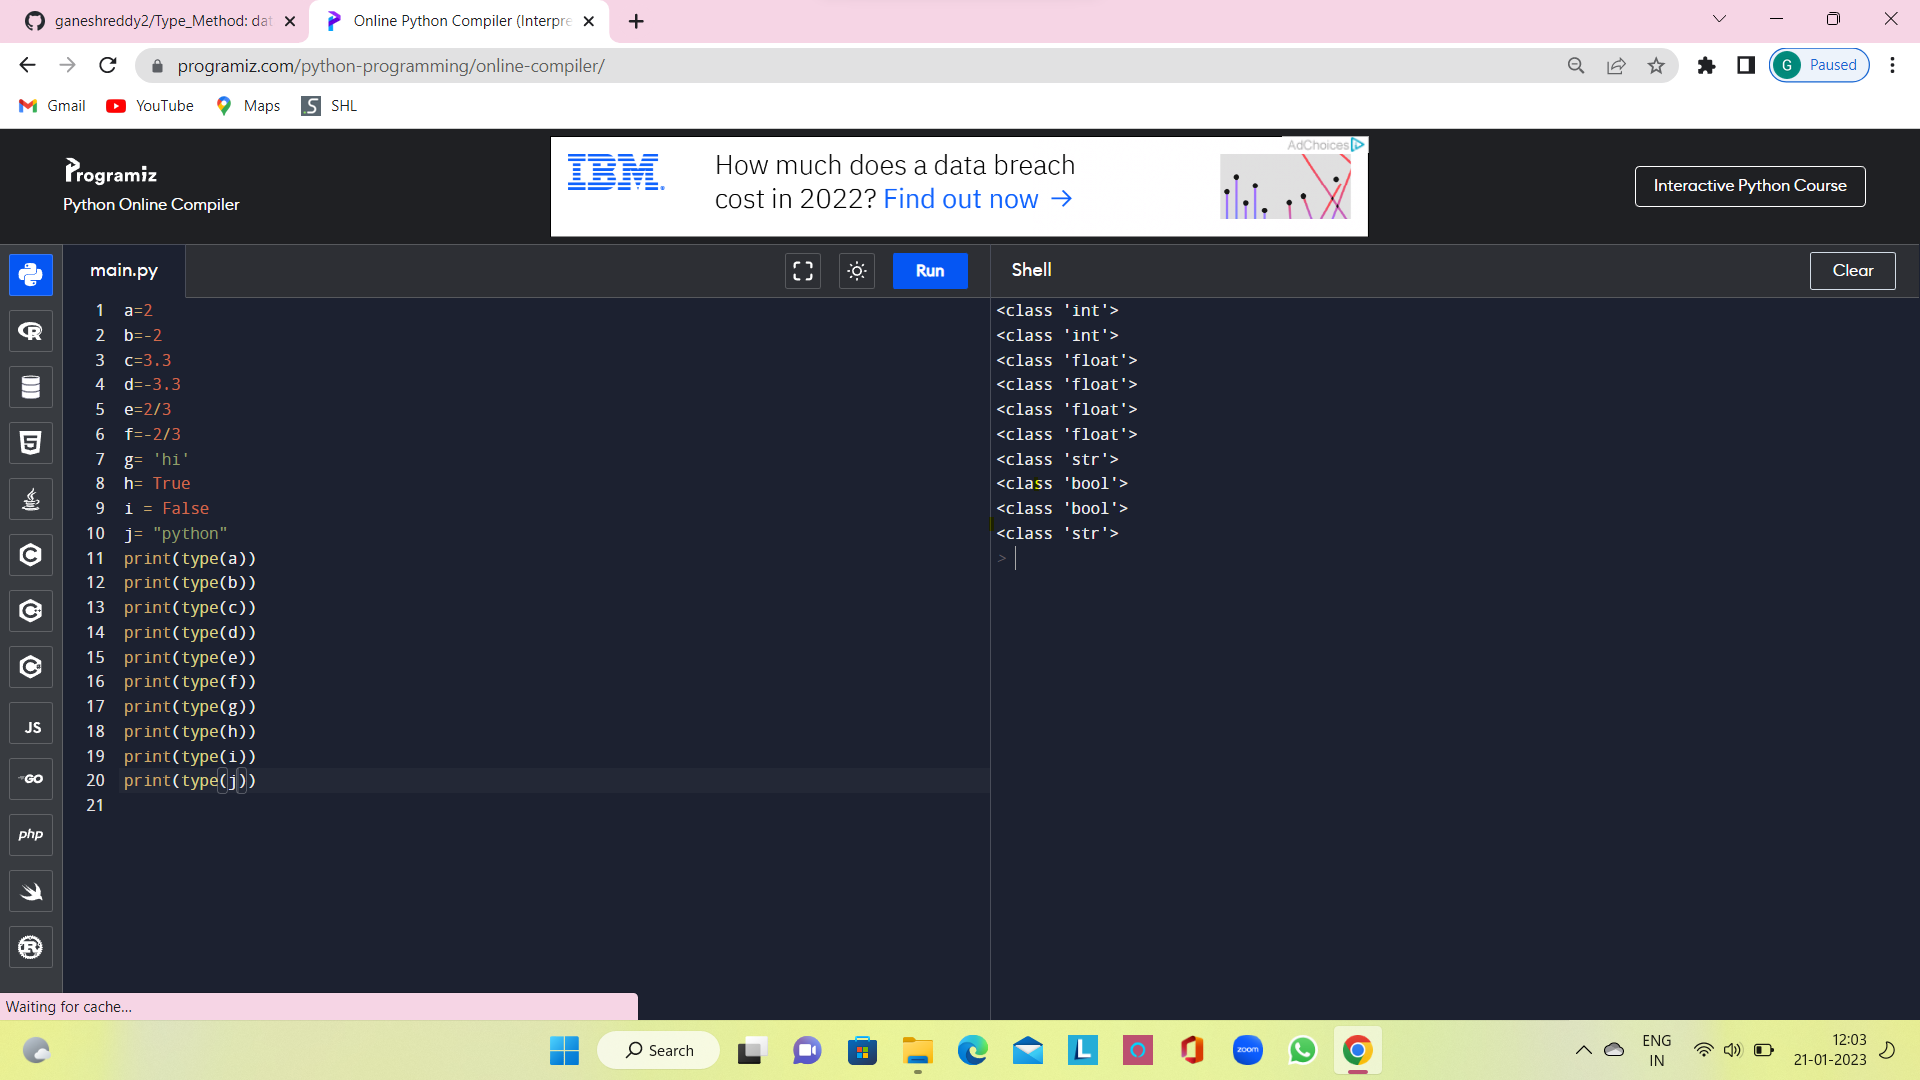 ganeshreddy2/Type_Method: dat
Online Python Compiler (Interpre
programiz.com/python-programming/online-compiler/
G Paused
Gmail
YouTube
Maps
S SHL
Programiz
Python Online Compiler
IBM
How much does a data breach
cost in 2022? Find out now →
AdChoices
Interactive Python Course
main.py
Run
Shell
Clear
1 a=2
2 b=-2
3 c=3.3
4 d=-3.3
5 e=2/3
6 f=-2/3
7 g= 'hi'
8 h= True
9 i = False
10 j= "python"
11 print(type(a))
12 print(type(b))
13 print(type(c))
14 print(type(d))
15 print(type(e))
16 print(type(f))
17 print(type(g))
18 print(type(h))
19 print(type(i))
20 print(type(j))
21
<class 'int'>
<class 'int'>
<class 'float'>
<class 'float'>
<class 'float'>
<class 'float'>
<class 'str'>
<class 'bool'>
<class 'bool'>
<class 'str'>
>
R
5
C
C
C
JS
GO
php
R
Waiting for cache...
Search
L
zoom
ENG
IN
12:03
21-01-2023